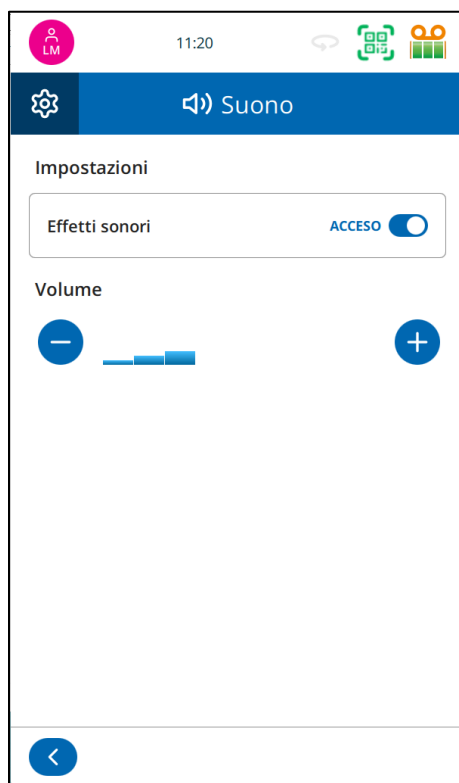 LM
11:20
Suono
Impostazioni
Effetti sonori ACCESO
Volume